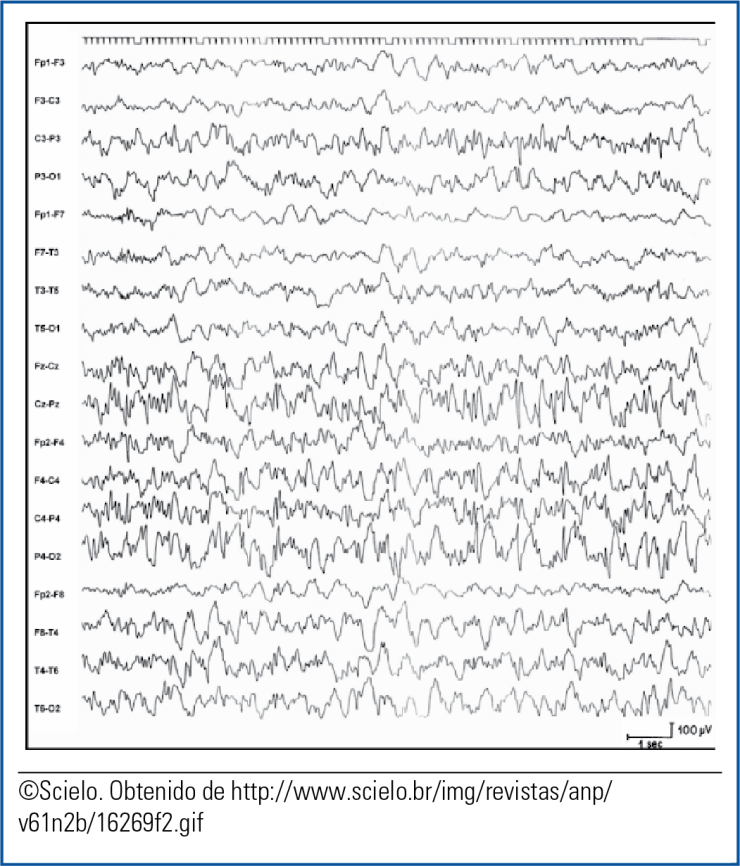 Fp1-F3
F3-C3
C3-P3
P3-O1
Fp1-F7
F7-T3
T3-T5
T5-O1
Fz-Cz
Cz-Pz
Fp2-F4
F4-C4
C4-P4
P4-O2
Fp2-F8
F8-T4
T4-T6
T6-O2
100 µV
1 sec
©Scielo. Obtenido de http://www.scielo.br/img/revistas/anp/
v61n2b/16269f2.gif